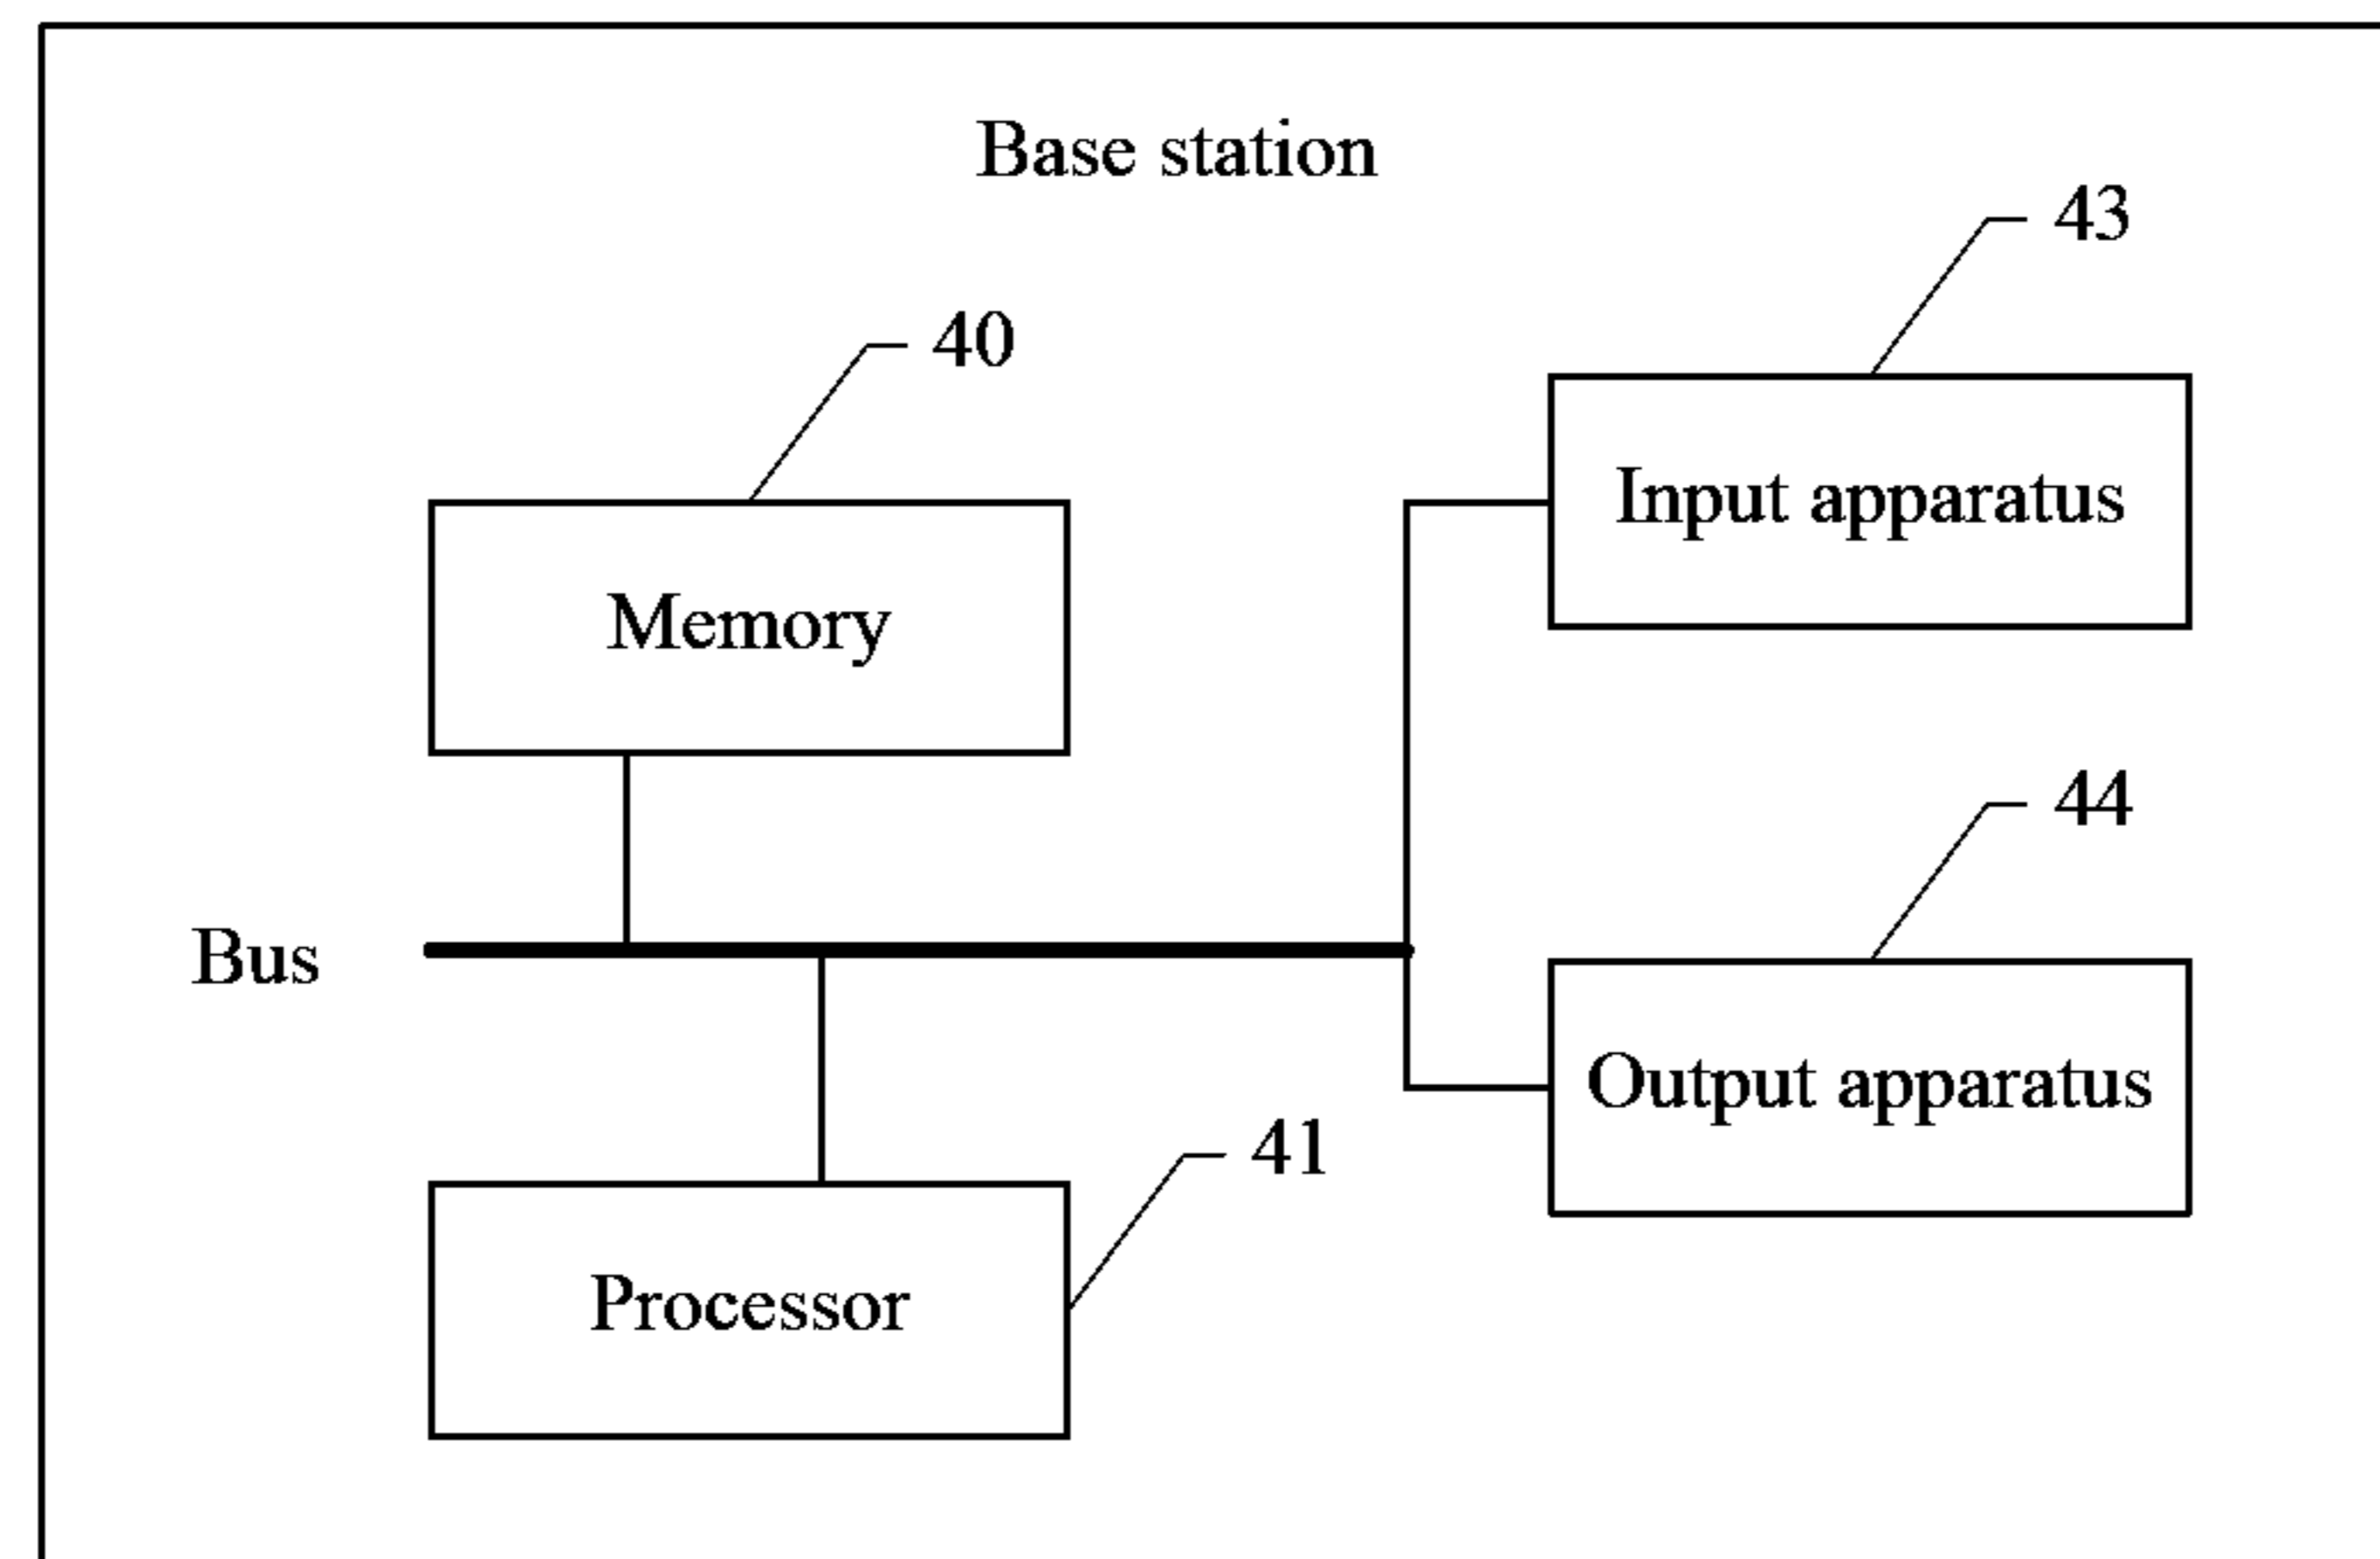 Base station
43
40
Input apparatus
Memory
44
Bus
Output apparatus
41
Processor